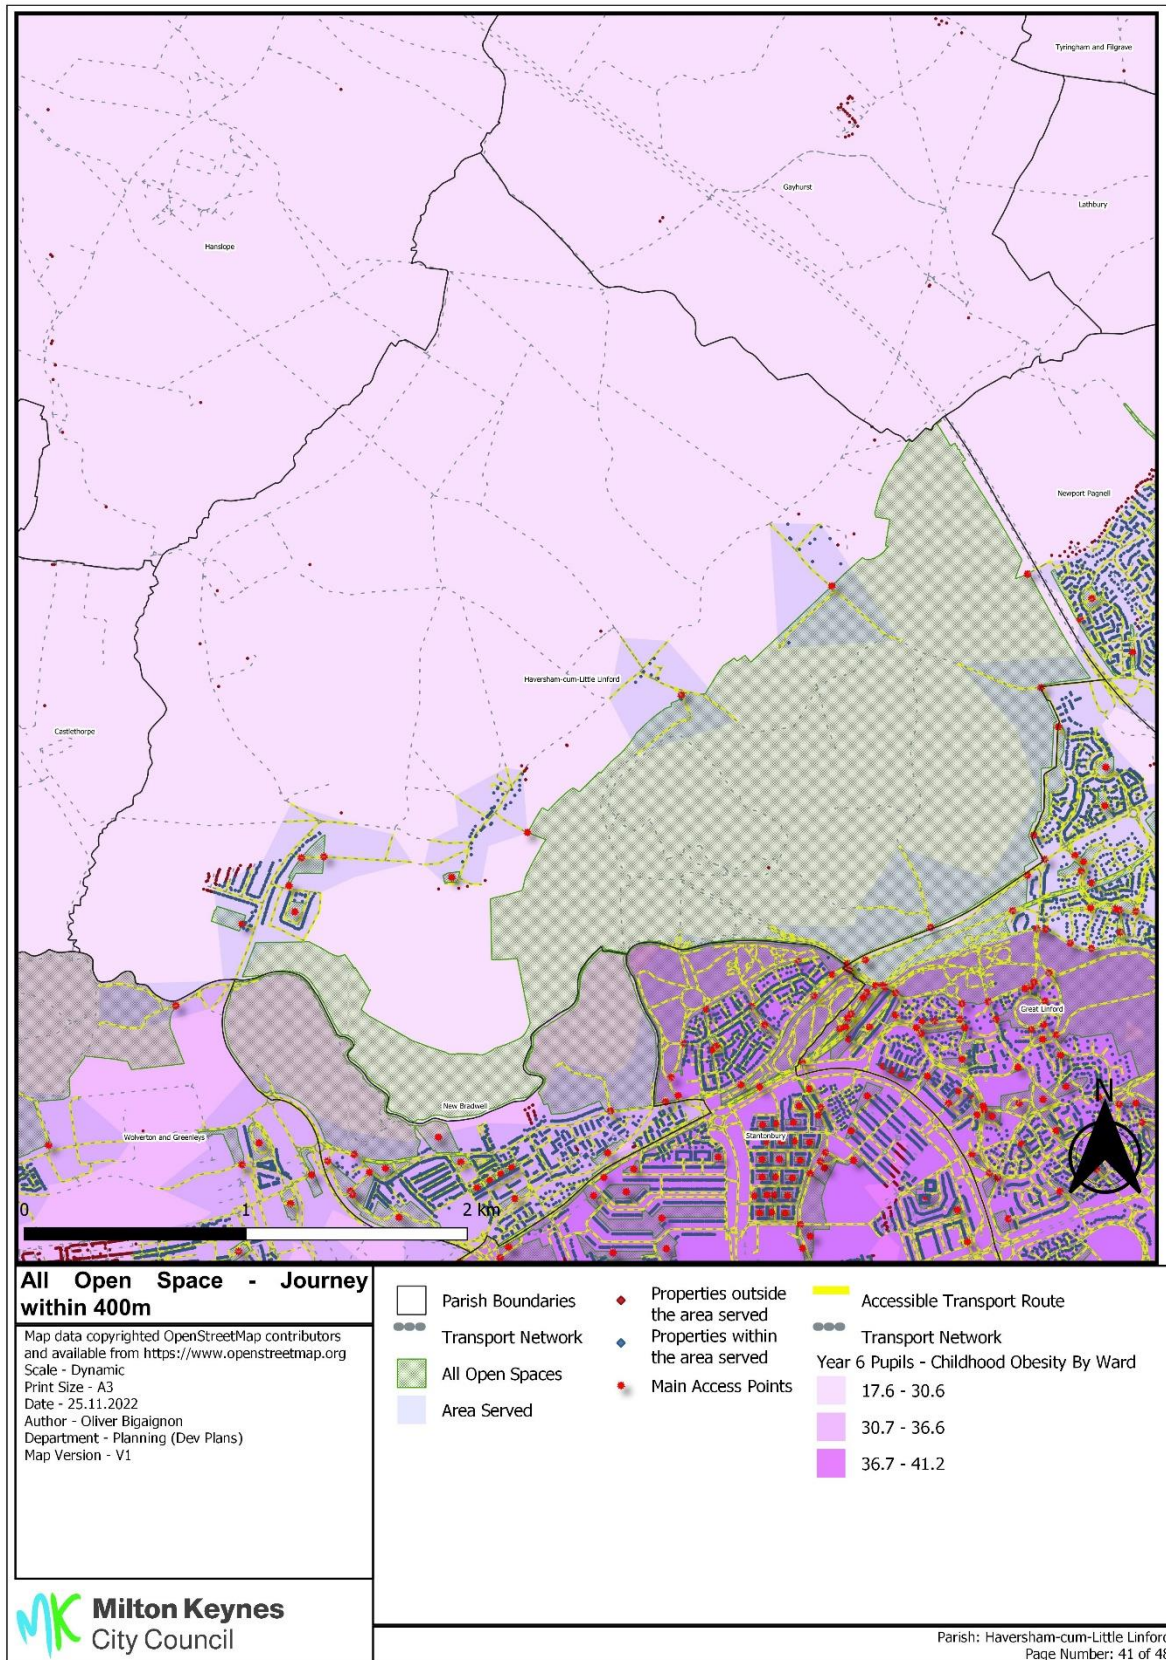 Tyringham and Filgrave
Gayhurst
Lathbury
Hanslope
Newport Pagnell
Haversham-cum-Little Linford
Castlethorpe
Great Linford
New Bradwell
Wolverton and Greenleys
Stantonbury
N
0 1 2 km
All Open Space - Journey
within 400m
Map data copyrighted OpenStreetMap contributors
and available from https://www.openstreetmap.org
Scale - Dynamic
Print Size - A3
Date - 25.11.2022
Author - Oliver Bigaignon
Department - Planning (Dev Plans)
Map Version - V1
Parish Boundaries
Transport Network
All Open Spaces
Area Served
Properties outside
the area served
Properties within
the area served
Main Access Points
Accessible Transport Route
Transport Network
Year 6 Pupils - Childhood Obesity By Ward
17.6 - 30.6
30.7 - 36.6
36.7 - 41.2
MK
Milton Keynes
City Council
Parish: Haversham-cum-Little Linford
Page Number: 41 of 48